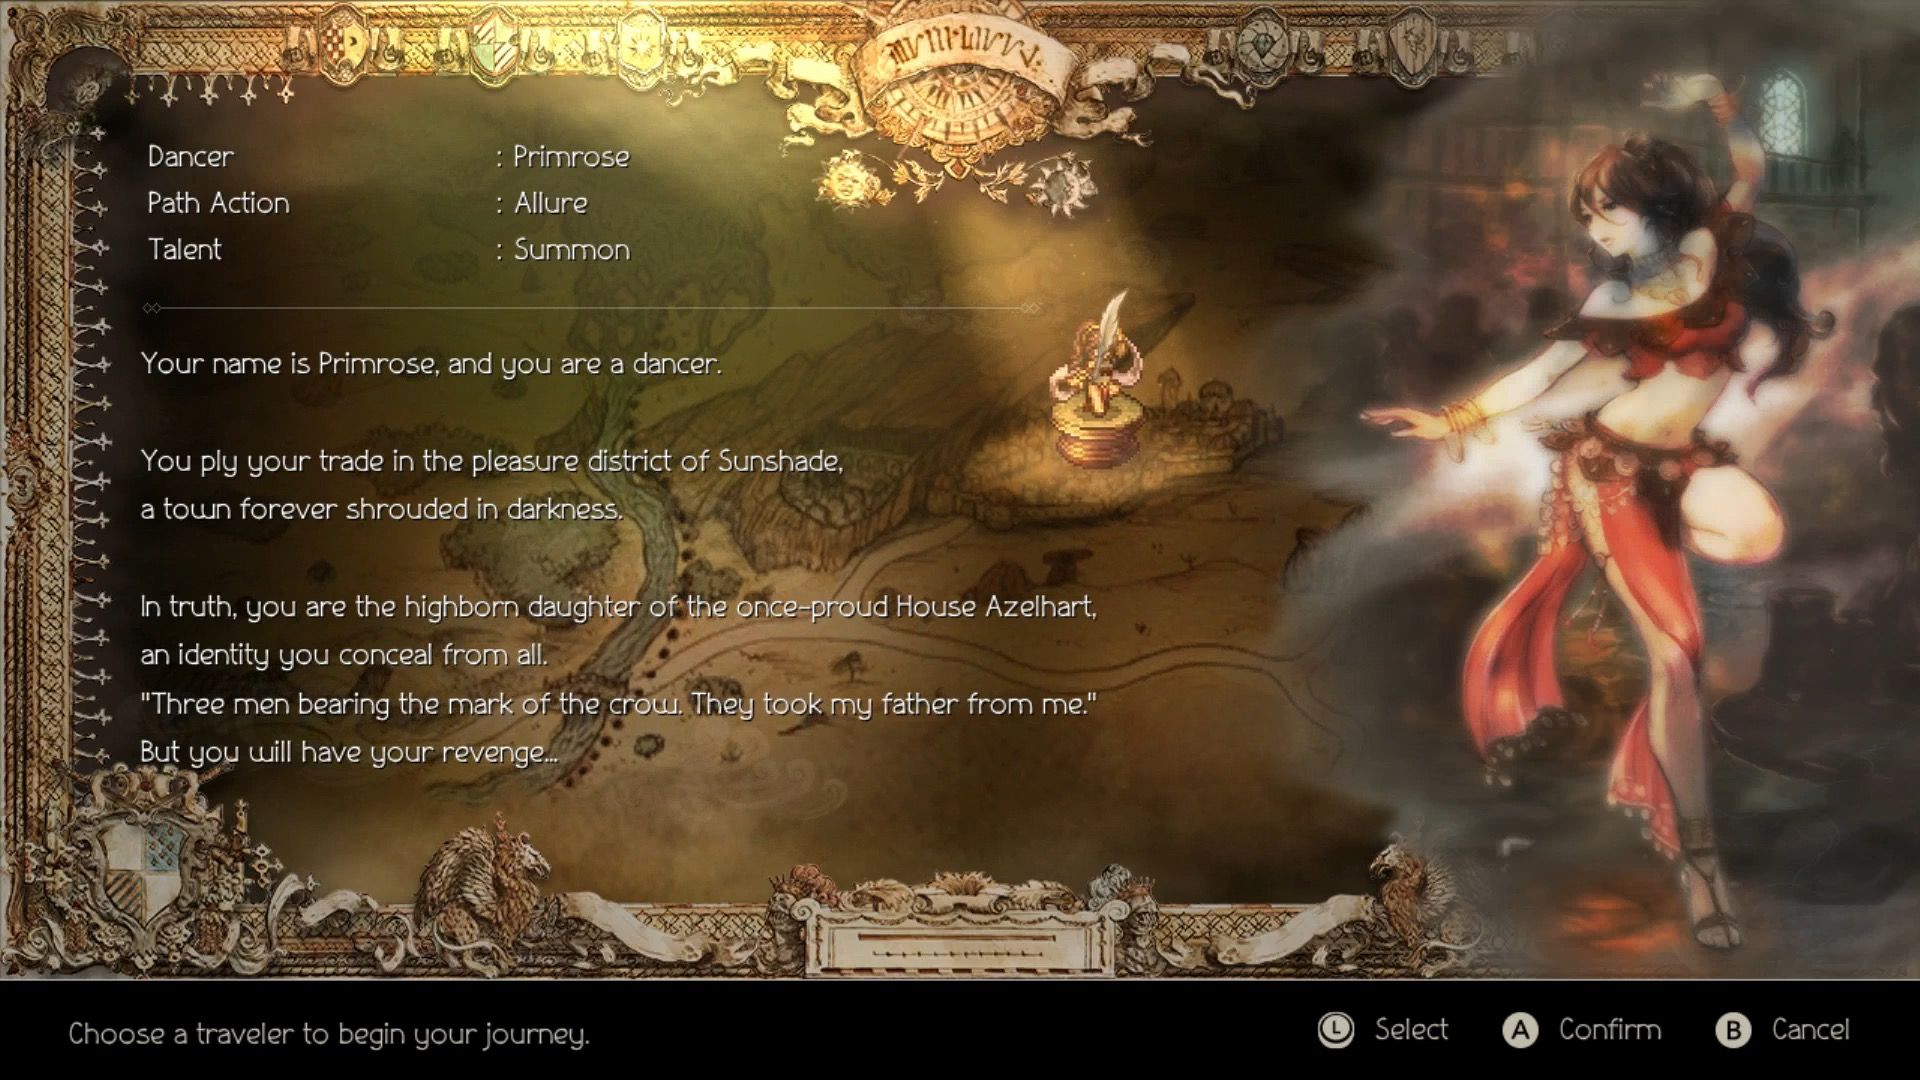 Dancer : Primrose
Path Action : Allure
Talent : Summon
Your name is Primrose, and you are a dancer.
You ply your trade in the pleasure district of Sunshade,
a town forever shrouded in darkness.
In truth, you are the highborn daughter of the once-proud House Azelhart,
an identity you conceal from all.
"Three men bearing the mark of the crow. They took my father from me."
But you will have your revenge...
Choose a traveler to begin your journey.
L Select A Confirm B Cancel